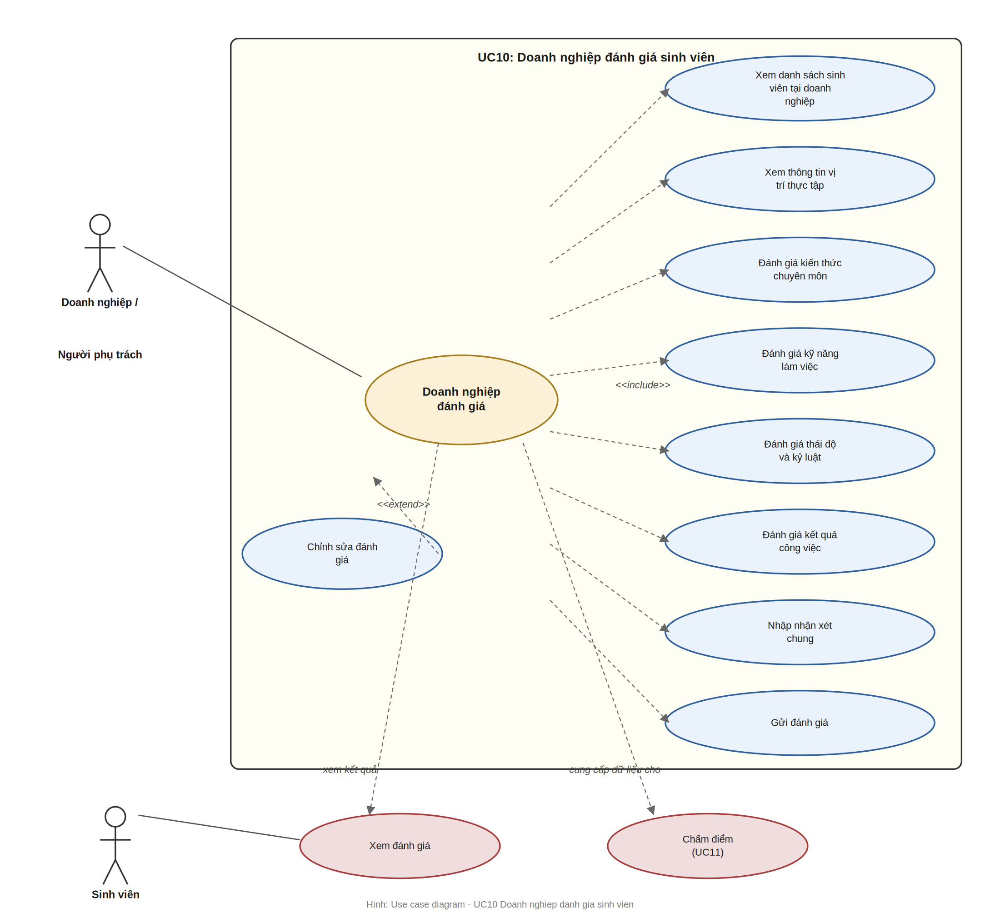 UC10: Doanh nghiệp đánh giá sinh viên
Xem danh sách sinh
viên tại doanh
nghiệp
Xem thông tin vị
trí thực tập
Đánh giá kiến thức
chuyên môn
Doanh nghiệp /
Người phụ trách
Đánh giá kỹ năng
làm việc
<<include>>
Doanh nghiệp
đánh giá
Đánh giá thái độ
và kỷ luật
<<extend>>
Chỉnh sửa đánh
giá
Đánh giá kết quả
công việc
Nhập nhận xét
chung
Gửi đánh giá
xem kết quả
cung cấp dữ liệu cho
Xem đánh giá
Chấm điểm
(UC11)
Sinh viên
Hinh: Use case diagram - UC10 Doanh nghiep danh gia sinh vien